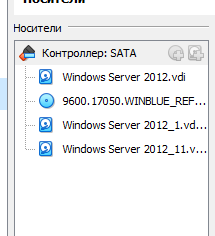 Носители
Контроллер: SATA
Windows Server 2012.vdi
9600.17050.WINBLUE_REF...
Windows Server 2012_1.vd...
Windows Server 2012_11.v...